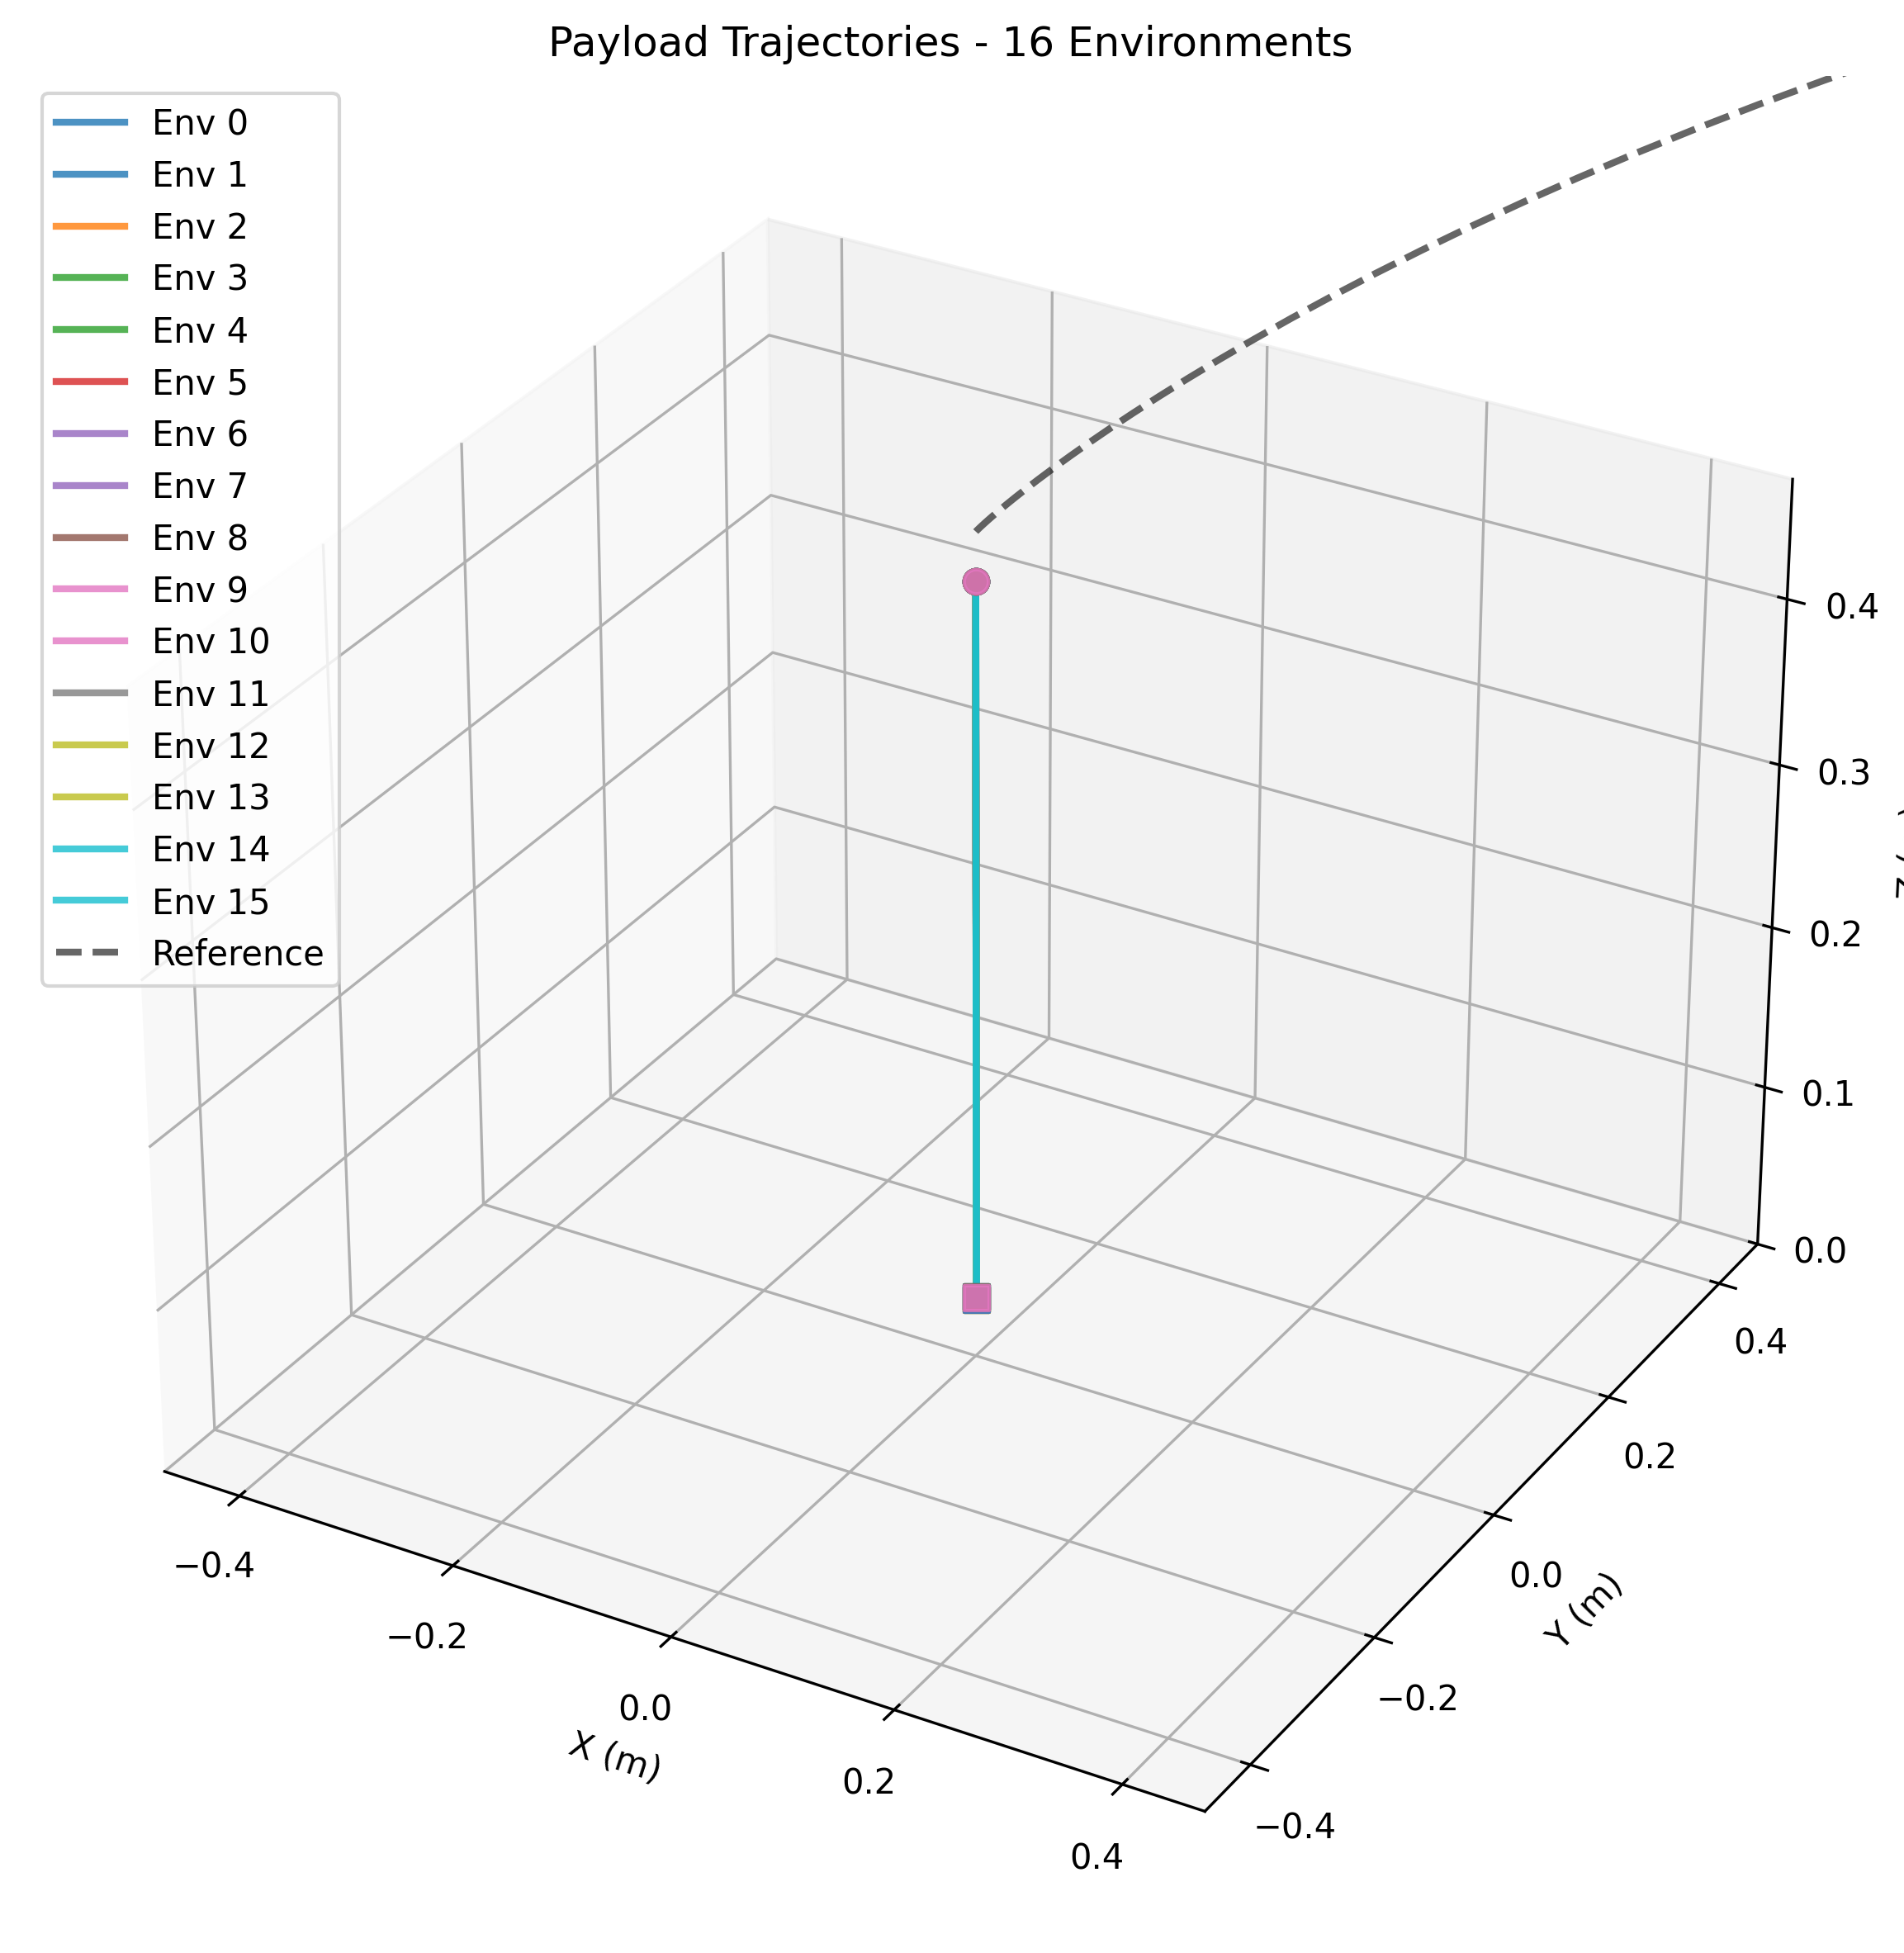 Payload Trajectories - 16 Environments
Env 0
Env 1
Env 2
Env 3
Env 4
Env 5
Env 6
Env 7
Env 8
Env 9
Env 10
Env 11
Env 12
Env 13
Env 14
Env 15
Reference
0.4
0.3
0.2
0.1
0.0
0.4
0.2
0.0
−0.2
−0.4
Y (m)
−0.4
−0.2
0.0
0.2
0.4
X (m)